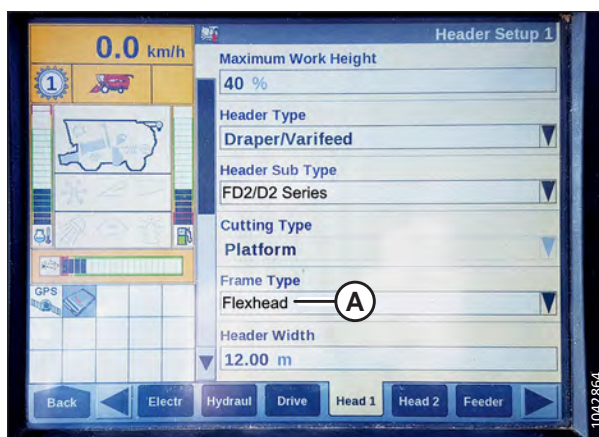 0.0 km/h
Header Setup 1
1
Maximum Work Height
40 %
Header Type
Draper/Varifeed
Header Sub Type
FD2/D2 Series
Cutting Type
Platform
Frame Type
Flexhead
A
GPS
Header Width
12.00 m
Back
Electr
Hydraul
Drive
Head 1
Head 2
Feeder
1042864